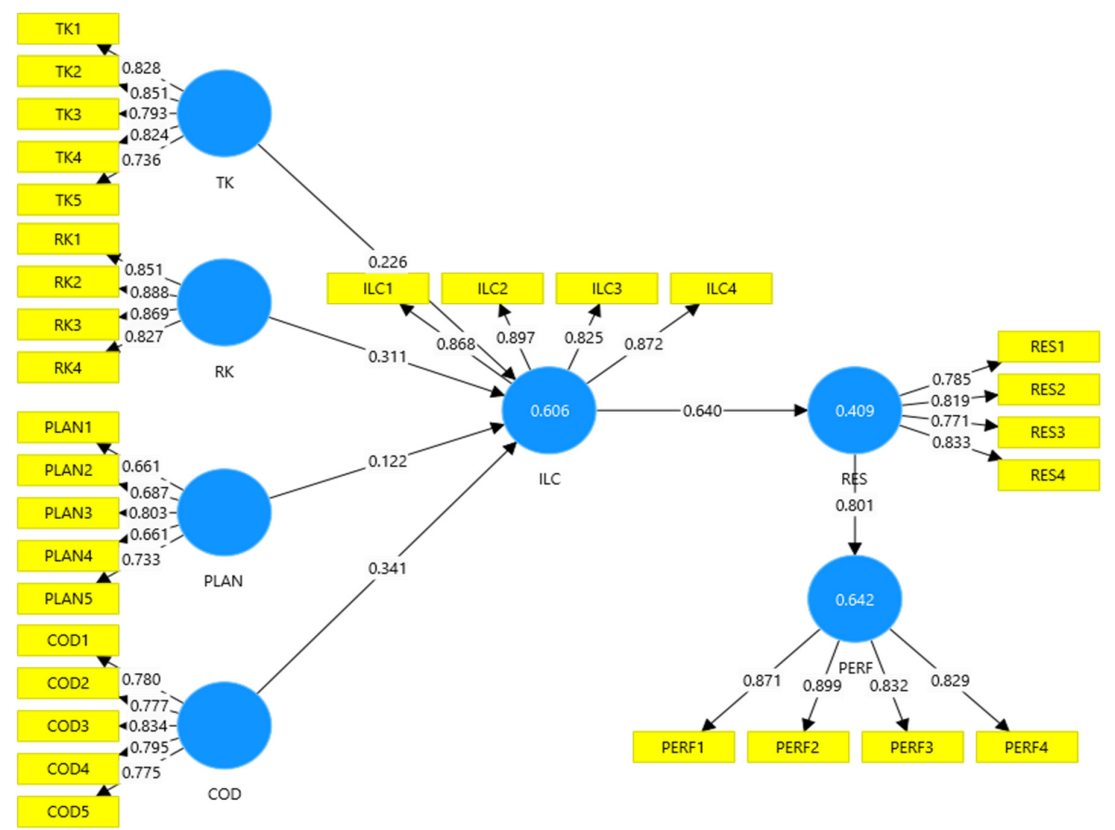 TK1
TK2
TK3
TK4
TK5
0.828
0.851
0.793
0.824
0.736
TK
RK1
RK2
RK3
RK4
0.851
0.888
0.869
0.827
RK
PLAN1
PLAN2
PLAN3
PLAN4
PLAN5
0.661
0.687
0.803
0.661
0.733
PLAN
COD1
COD2
COD3
COD4
COD5
0.780
0.777
0.834
0.795
0.775
COD
0.226
0.311
0.122
0.341
ILC1
ILC2
ILC3
ILC4
0.868
0.897
0.825
0.872
0.606
ILC
0.640
0.409
RES
0.785
0.819
0.771
0.833
RES1
RES2
RES3
RES4
0.801
0.642
PERF
0.871
0.899
0.832
0.829
PERF1
PERF2
PERF3
PERF4